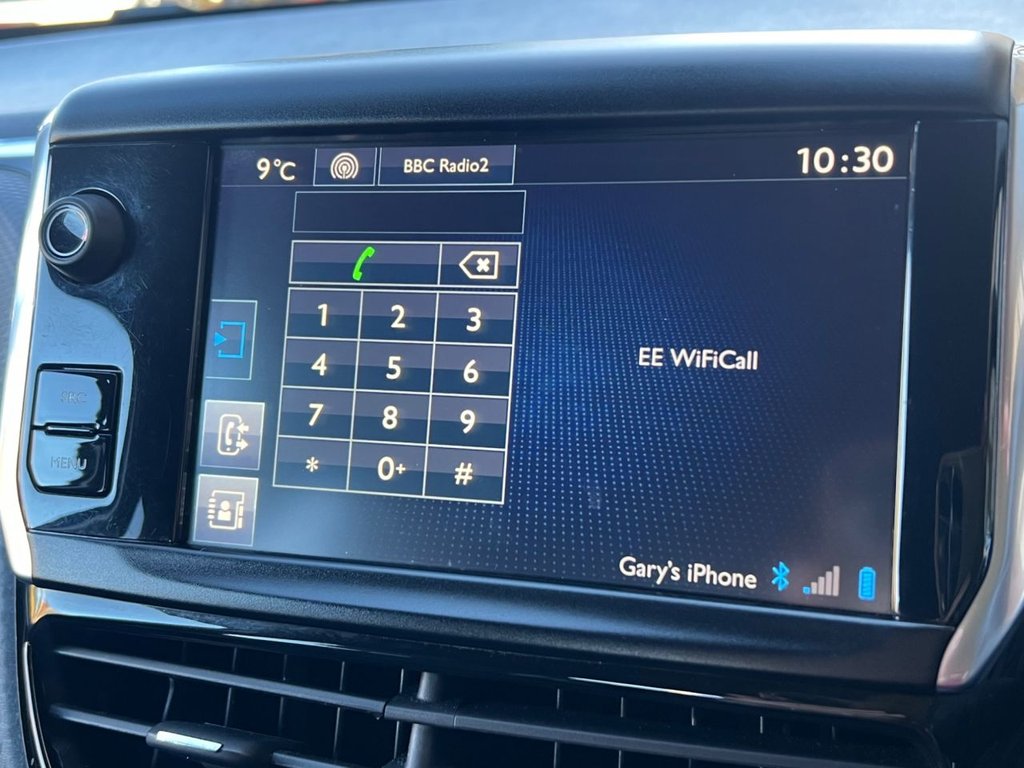 9°C
BBC Radio2
10:30
1 2 3
4 5 6
7 8 9
* 0+ #
EE WiFiCall
SRC
MENU
Gary's iPhone